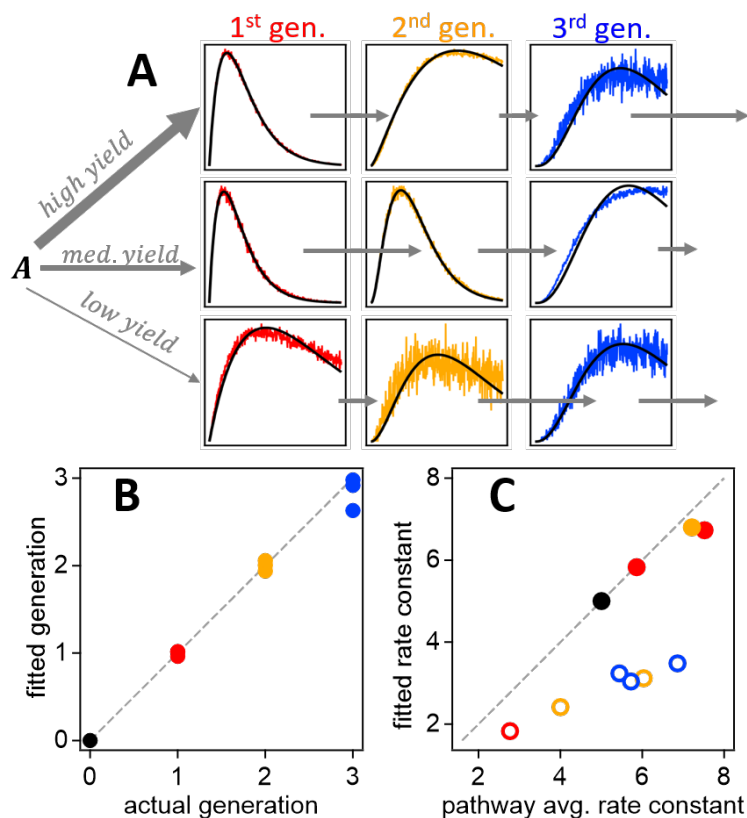 1st gen. 2nd gen. 3rd gen.
A
high yield
A med. yield
low yield
B
fitted generation
3
2
1
0
0 1 2 3
actual generation
C
fitted rate constant
8
6
4
2
2 4 6 8
pathway avg. rate constant